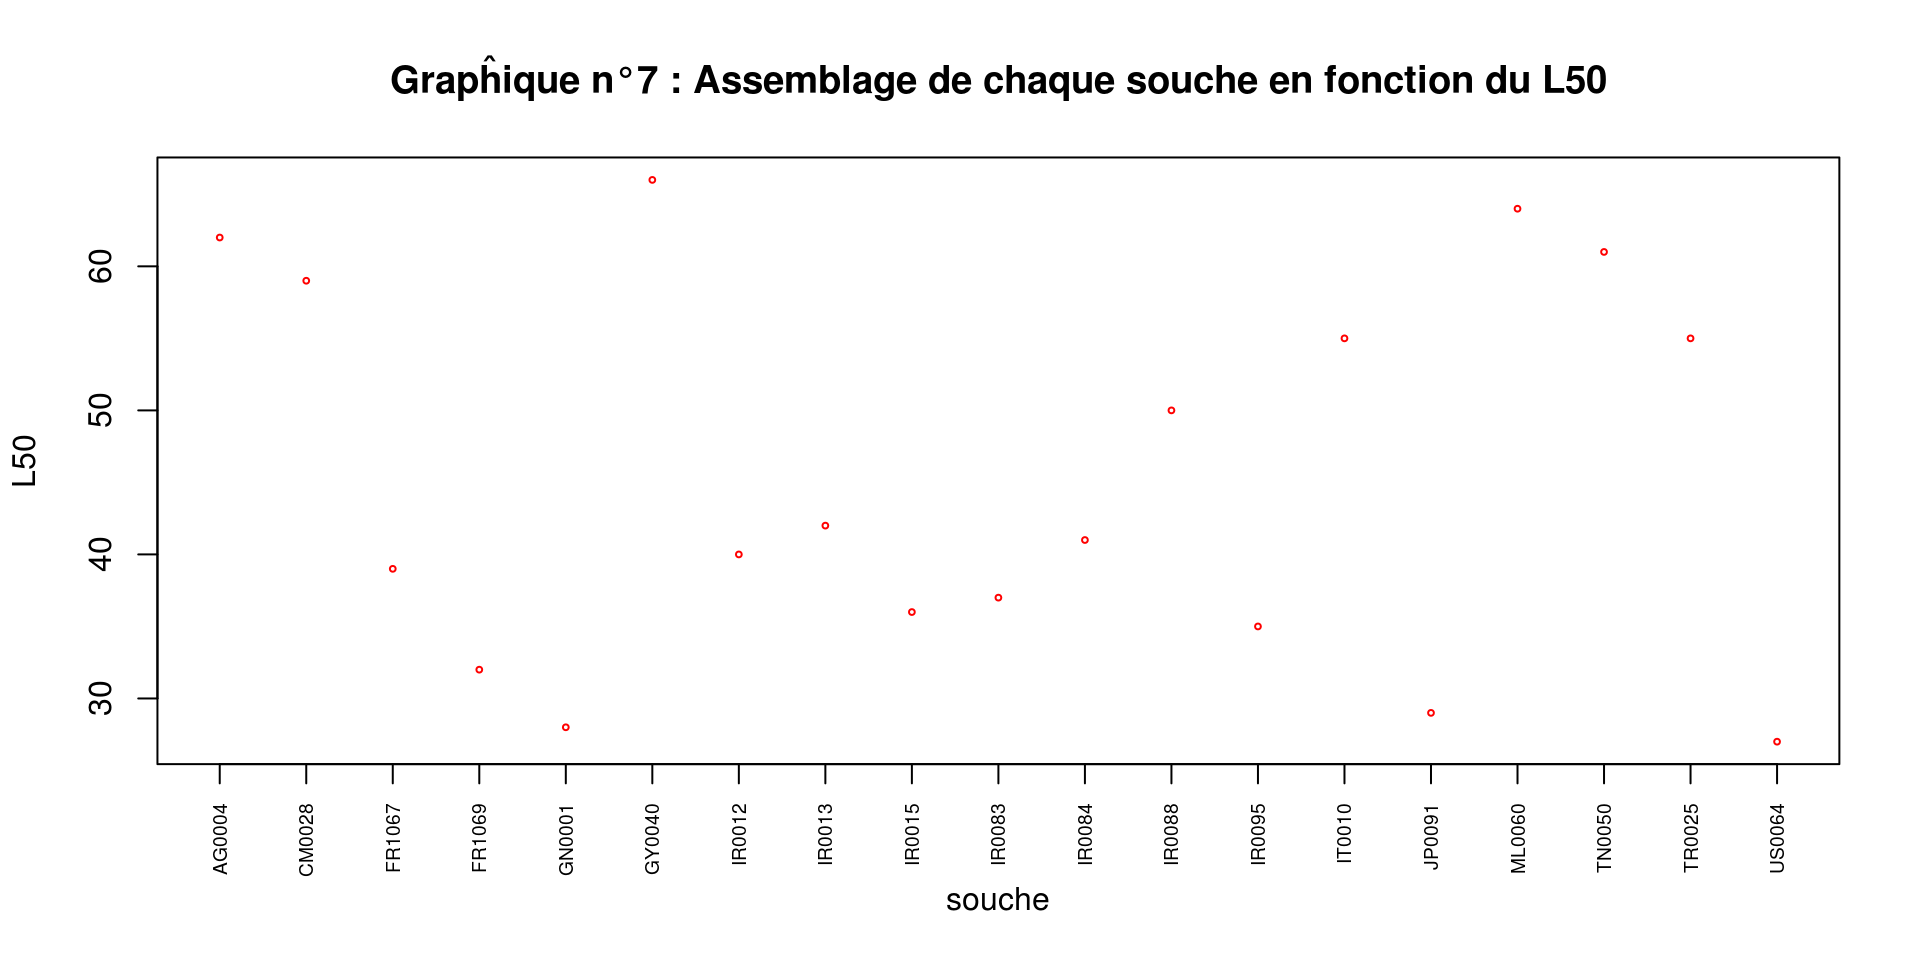 Grapĥique n°7 : Assemblage de chaque souche en fonction du L50
L50
60
50
40
30
AG0004
CM0028
FR1067
FR1069
GN0001
GY0040
IR0012
IR0013
IR0015
IR0083
IR0084
IR0088
IR0095
IT0010
JP0091
ML0060
TN0050
TR0025
US0064
souche